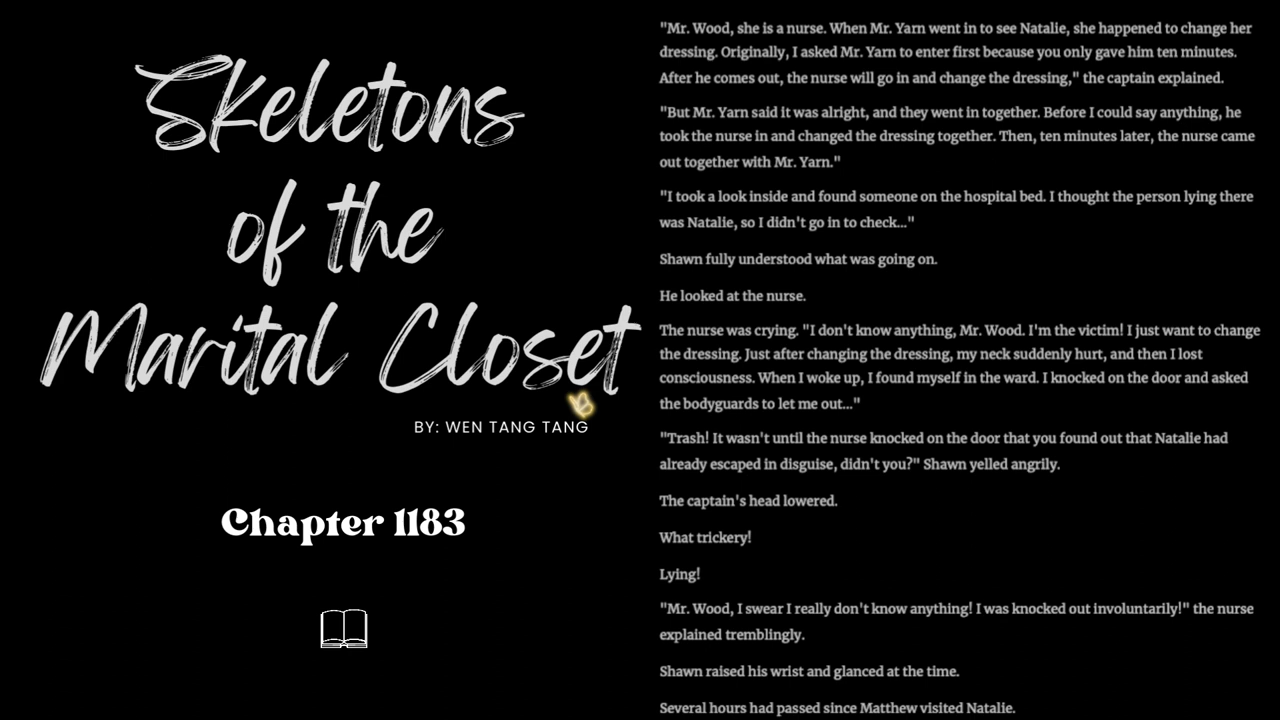 Skeletons
of the
Marital Closet
BY: WEN TANG TANG
Chapter 1183
"Mr. Wood, she is a nurse. When Mr. Yarn went in to see Natalie, she happened to change her
dressing. Originally, I asked Mr. Yarn to enter first because you only gave him ten minutes.
After he comes out, the nurse will go in and change the dressing," the captain explained.
"But Mr. Yarn said it was alright, and they went in together. Before I could say anything, he
took the nurse in and changed the dressing together. Then, ten minutes later, the nurse came
out together with Mr. Yarn."
"I took a look inside and found someone on the hospital bed. I thought the person lying there
was Natalie, so I didn't go in to check..."
Shawn fully understood what was going on.
He looked at the nurse.
The nurse was crying. "I don't know anything, Mr. Wood. I'm the victim! I just want to change
the dressing. Just after changing the dressing, my neck suddenly hurt, and then I lost
consciousness. When I woke up, I found myself in the ward. I knocked on the door and asked
the bodyguards to let me out..."
"Trash! It wasn't until the nurse knocked on the door that you found out that Natalie had
already escaped in disguise, didn't you?" Shawn yelled angrily.
The captain's head lowered.
What trickery!
Lying!
"Mr. Wood, I swear I really don't know anything! I was knocked out involuntarily!" the nurse
explained tremblingly.
Shawn raised his wrist and glanced at the time.
Several hours had passed since Matthew visited Natalie.